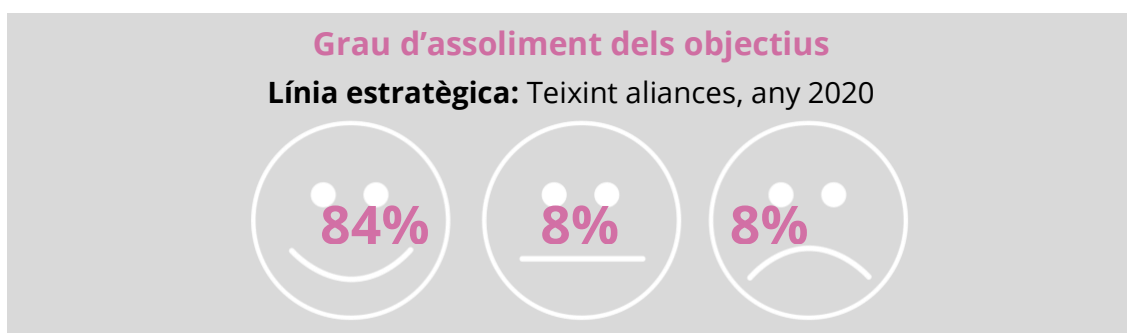 Grau d’assoliment dels objectius
Línia estratègica: Teixint aliances, any 2020
84% 8% 8%